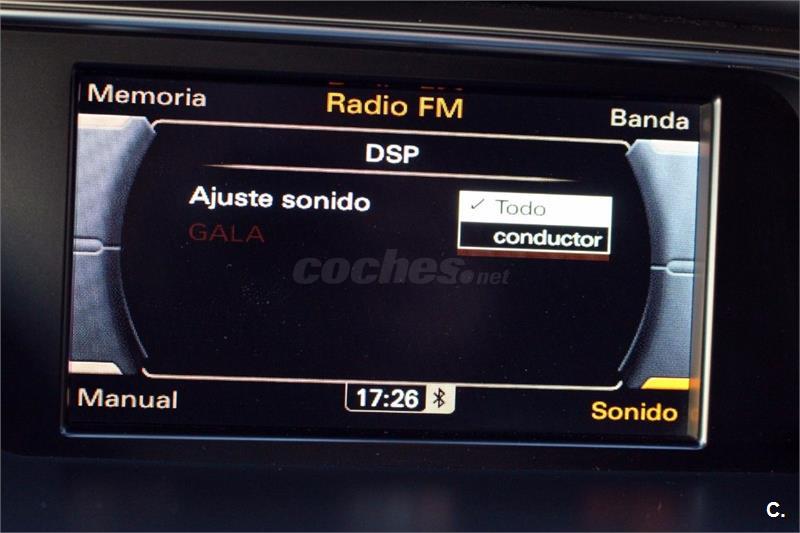 Memoria
Radio FM
Banda
DSP
Ajuste sonido
✓ Todo
GALA
conductor
coches.net
Manual
17:26
Sonido
C.